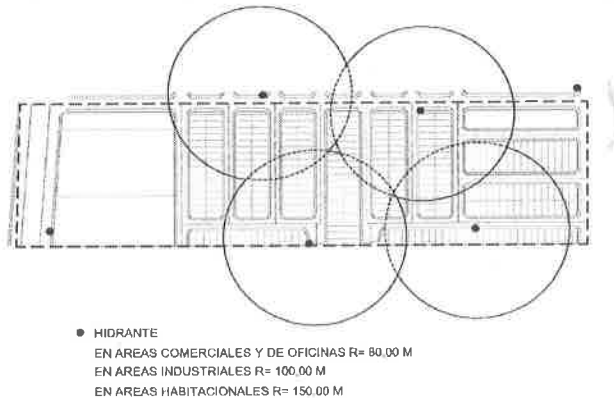 HIDRANTE
EN AREAS COMERCIALES Y DE OFICINAS R= 80,00 M
EN AREAS INDUSTRIALES R= 100,00 M
EN AREAS HABITACIONALES R= 150.00 M